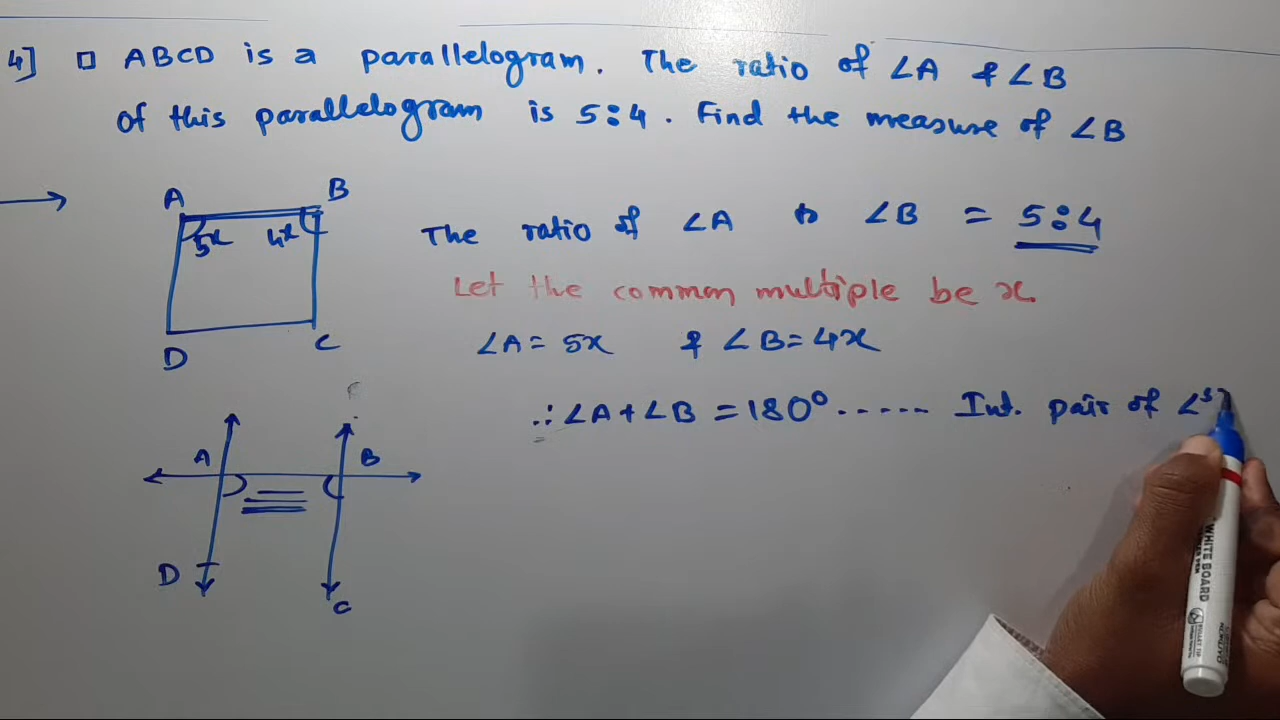 4] □ ABCD is a parallelogram. The ratio of ∠A & ∠B
of this parallelogram is 5:4. Find the measure of ∠B
A B
5x 4x
D C
The ratio of ∠A to ∠B = 5:4
Let the common multiple be x.
∠A = 5x & ∠B = 4x
∴ ∠A + ∠B = 180° ...... Int. pair of ∠s
A B
D C
WHITE BOARD